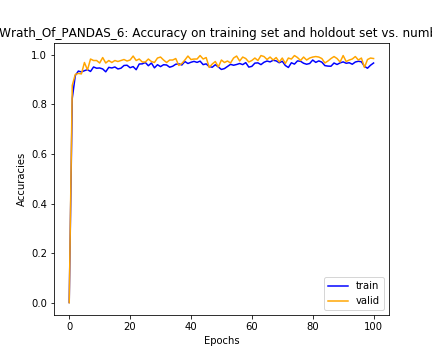 Wrath_Of_PANDAS_6: Accuracy on training set and holdout set vs. numb
1.0
0.8
0.6
0.4
0.2
0.0
Accuracies
0 20 40 60 80 100
Epochs
train
valid